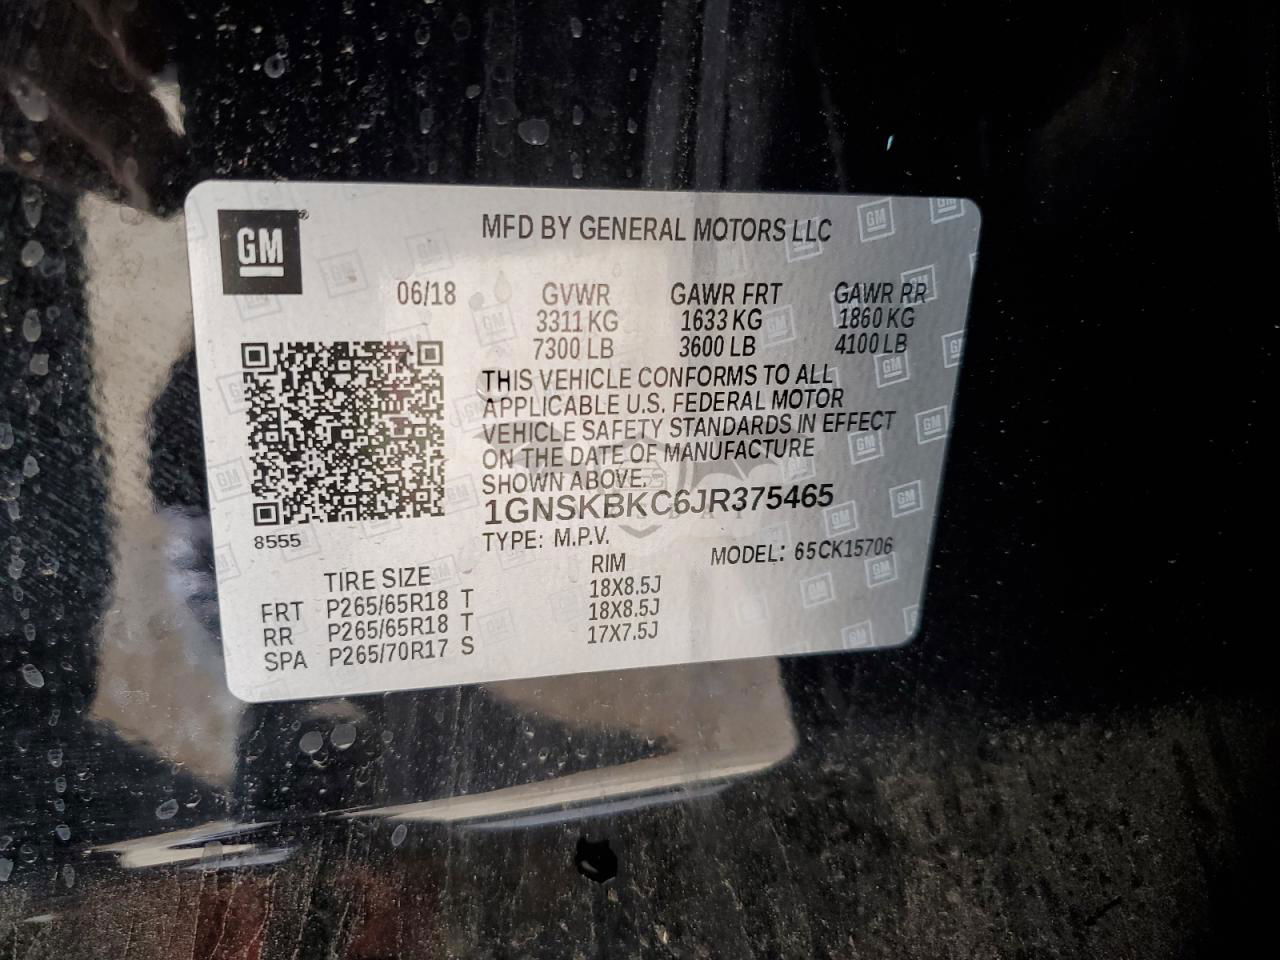 GM
MFD BY GENERAL MOTORS LLC
06/18 GVWR GAWR FRT GAWR RR
3311 KG 1633 KG 1860 KG
7300 LB 3600 LB 4100 LB
THIS VEHICLE CONFORMS TO ALL
APPLICABLE U.S. FEDERAL MOTOR
VEHICLE SAFETY STANDARDS IN EFFECT
ON THE DATE OF MANUFACTURE
SHOWN ABOVE.
1GNSKBKC6JR375465
8555
TYPE: M.P.V. MODEL: 65CK15706
TIRE SIZE RIM
FRT P265/65R18 T 18X8.5J
RR P265/65R18 T 18X8.5J
SPA P265/70R17 S 17X7.5J